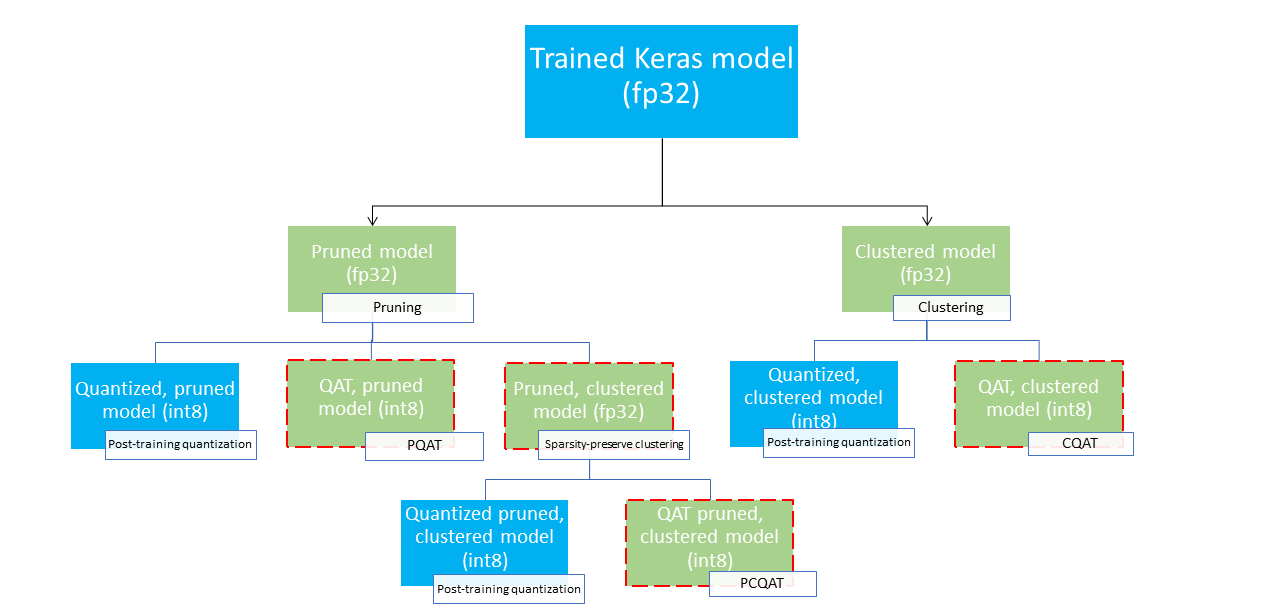 Trained Keras model
(fp32)
Pruned model
(fp32)
Pruning
Clustered model
(fp32)
Clustering
Quantized, pruned
model (int8)
Post-training quantization
QAT, pruned
model (int8)
PQAT
Pruned, clustered
model (fp32)
Sparsity-preserve clustering
Quantized,
clustered model
(int8)
Post-training quantization
QAT, clustered
model (int8)
CQAT
Quantized pruned,
clustered model
(int8)
Post-training quantization
QAT pruned,
clustered model
(int8)
PCQAT